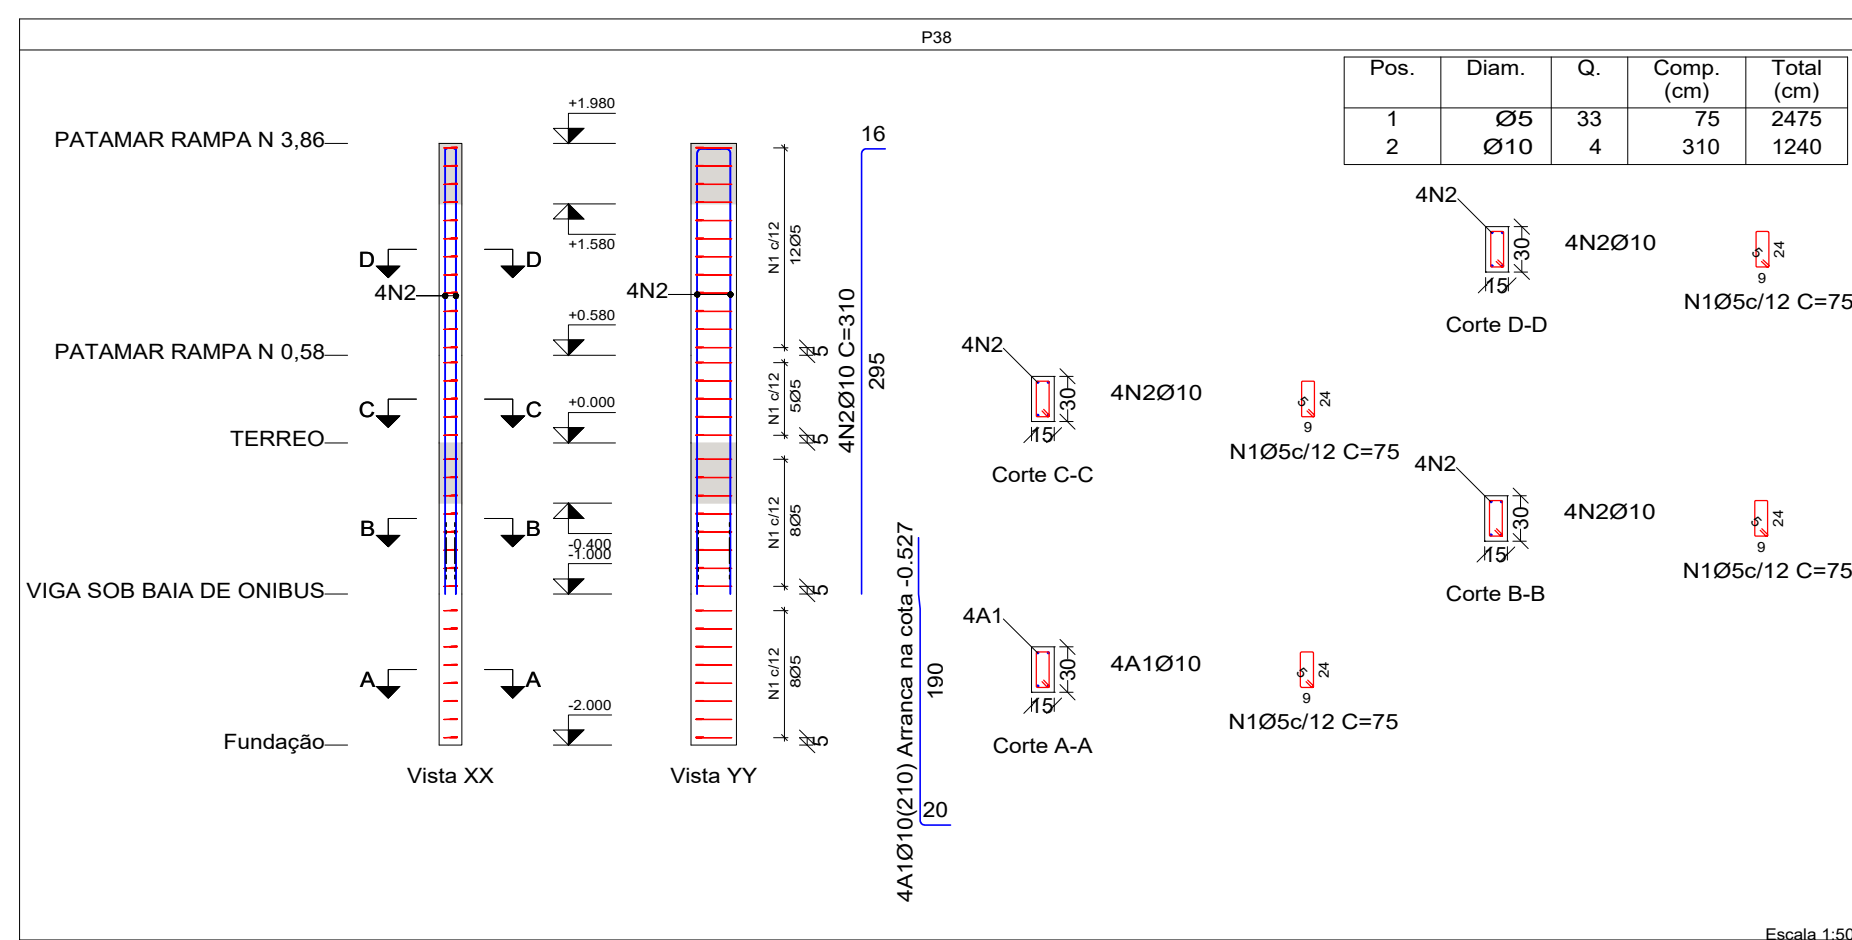 P38
Pos. Diam. Q. Comp. (cm) Total (cm)
1 Ø5 33 75 2475
2 Ø10 4 310 1240
PATAMAR RAMPA N 3,86
PATAMAR RAMPA N 0,58
TERREO
VIGA SOB BAIA DE ONIBUS
Fundação
D D
4N2
C C
B B
A A
Vista XX
+1.980
+1.580
+0.580
+0.000
-0.400
-1.000
-2.000
4N2
Vista YY
N1 c/12
12Ø5
5
N1 c/12
5Ø5
5
N1 c/12
8Ø5
5
N1 c/12
8Ø5
5
16
4N2Ø10 C=310
295
4A1Ø10(210) Arranca na cota -0.527
190
20
4N2
30
15
4N2Ø10
5
24
9
N1Ø5c/12 C=75
Corte D-D
4N2
30
15
4N2Ø10
5
24
9
N1Ø5c/12 C=75
Corte C-C
4N2
30
15
4N2Ø10
5
24
9
N1Ø5c/12 C=75
Corte B-B
4A1
30
15
4A1Ø10
5
24
9
N1Ø5c/12 C=75
Corte A-A
Escala 1:50